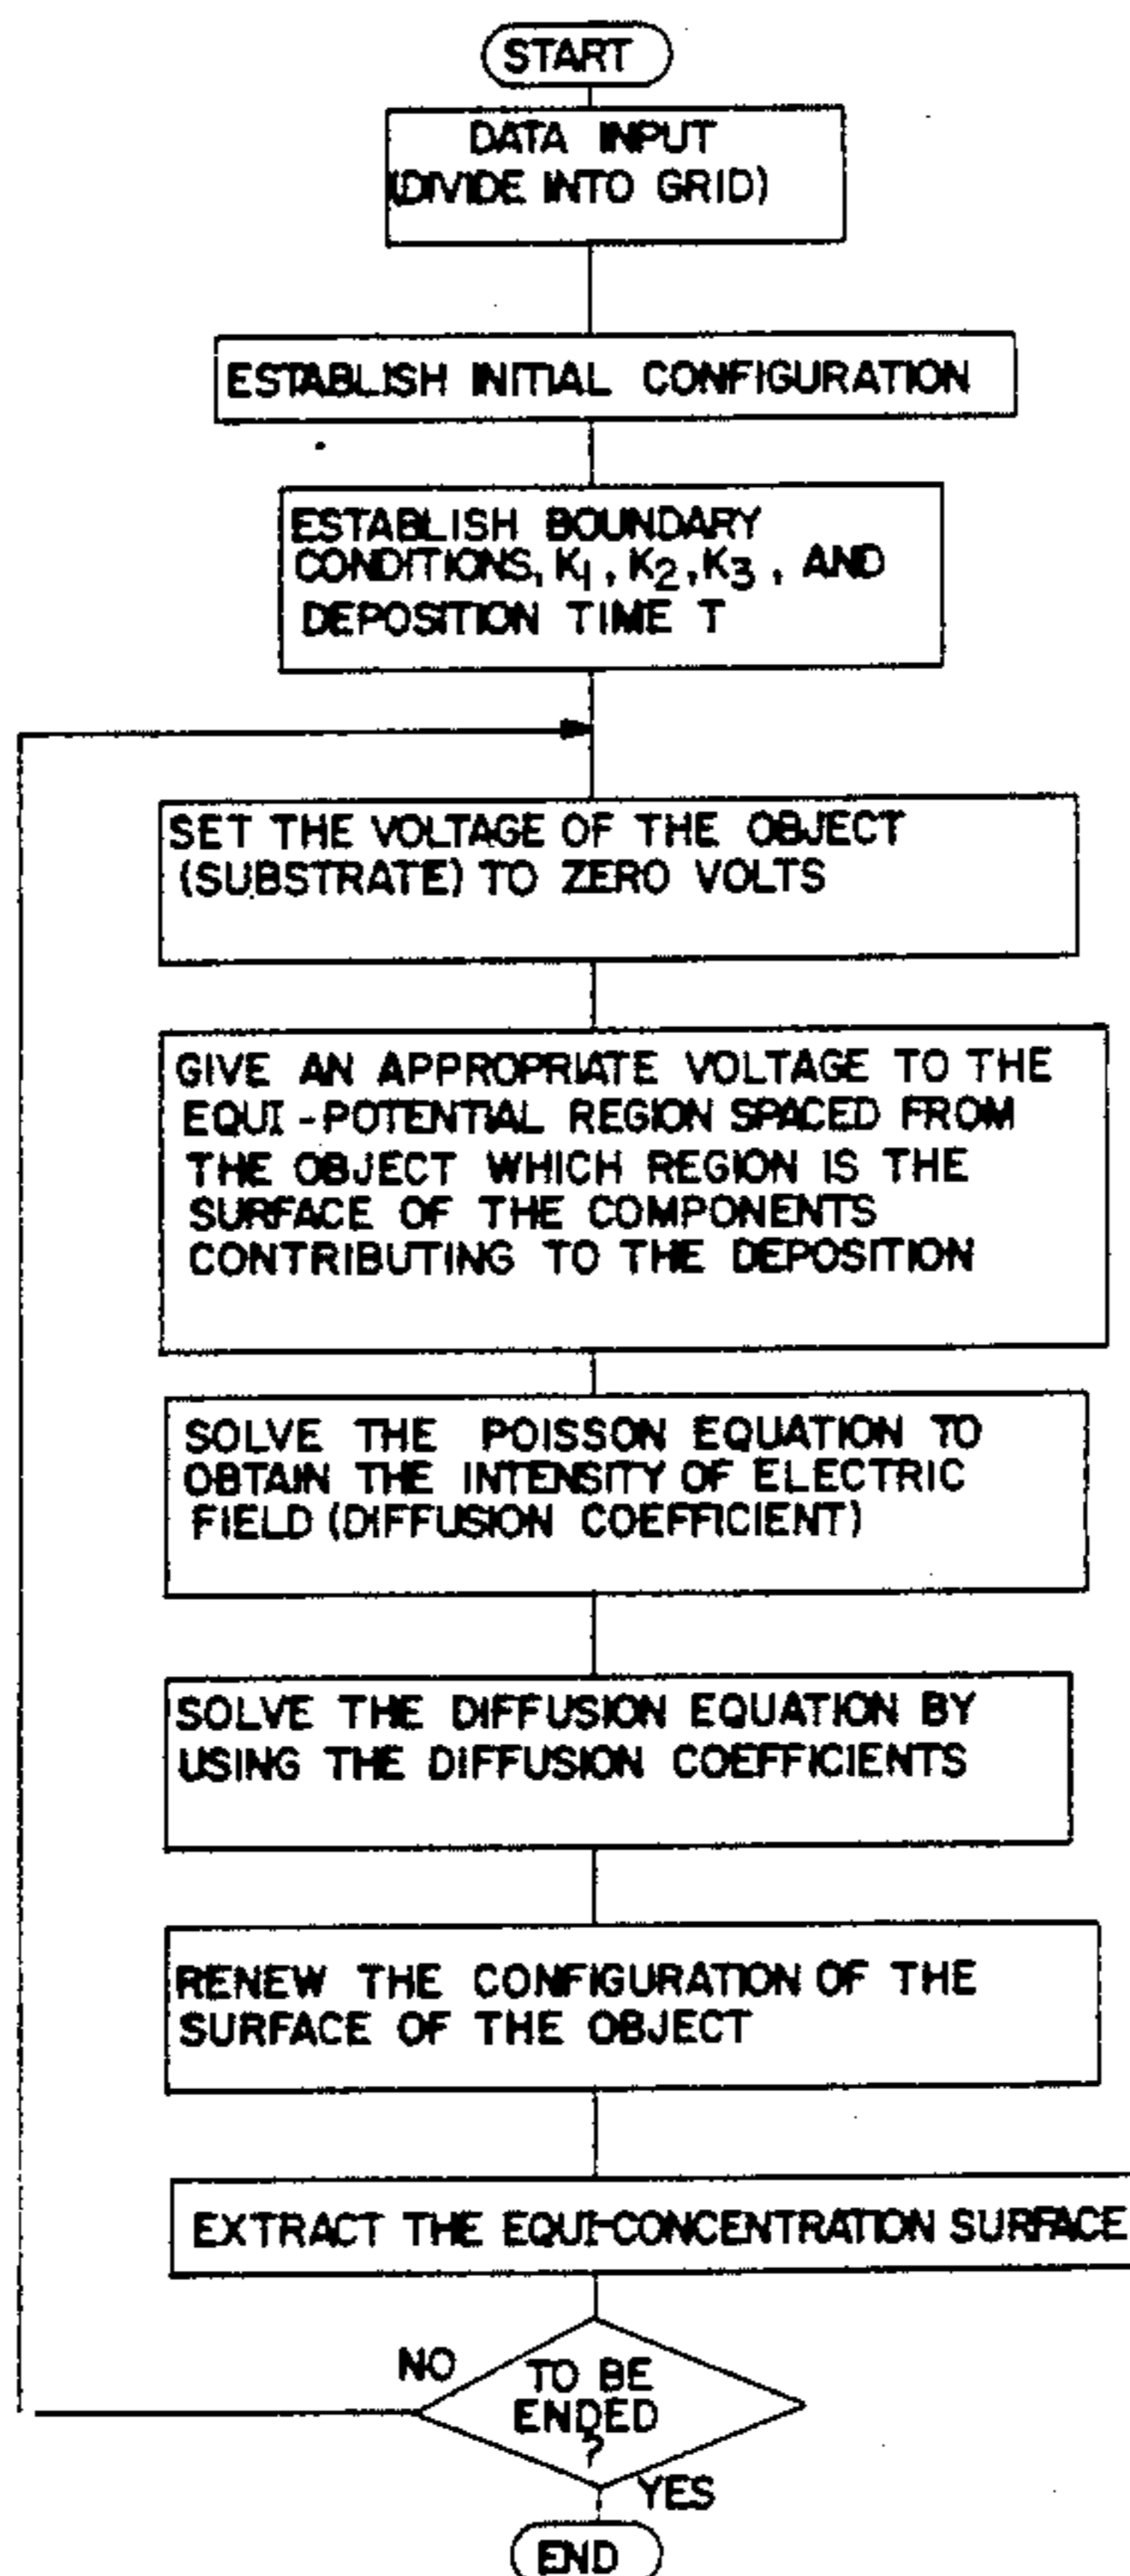 START
DATA INPUT
(DIVIDE INTO GRID)
ESTABLISH INITIAL CONFIGURATION
ESTABLISH BOUNDARY
CONDITIONS, K₁, K₂, K₃, AND
DEPOSITION TIME T
SET THE VOLTAGE OF THE OBJECT
(SUBSTRATE) TO ZERO VOLTS
GIVE AN APPROPRIATE VOLTAGE TO THE
EQUI-POTENTIAL REGION SPACED FROM
THE OBJECT WHICH REGION IS THE
SURFACE OF THE COMPONENTS
CONTRIBUTING TO THE DEPOSITION
SOLVE THE POISSON EQUATION TO
OBTAIN THE INTENSITY OF ELECTRIC
FIELD (DIFFUSION COEFFICIENT)
SOLVE THE DIFFUSION EQUATION BY
USING THE DIFFUSION COEFFICIENTS
RENEW THE CONFIGURATION OF THE
SURFACE OF THE OBJECT
EXTRACT THE EQUI-CONCENTRATION SURFACE
NO
TO BE
ENDED
?
YES
END